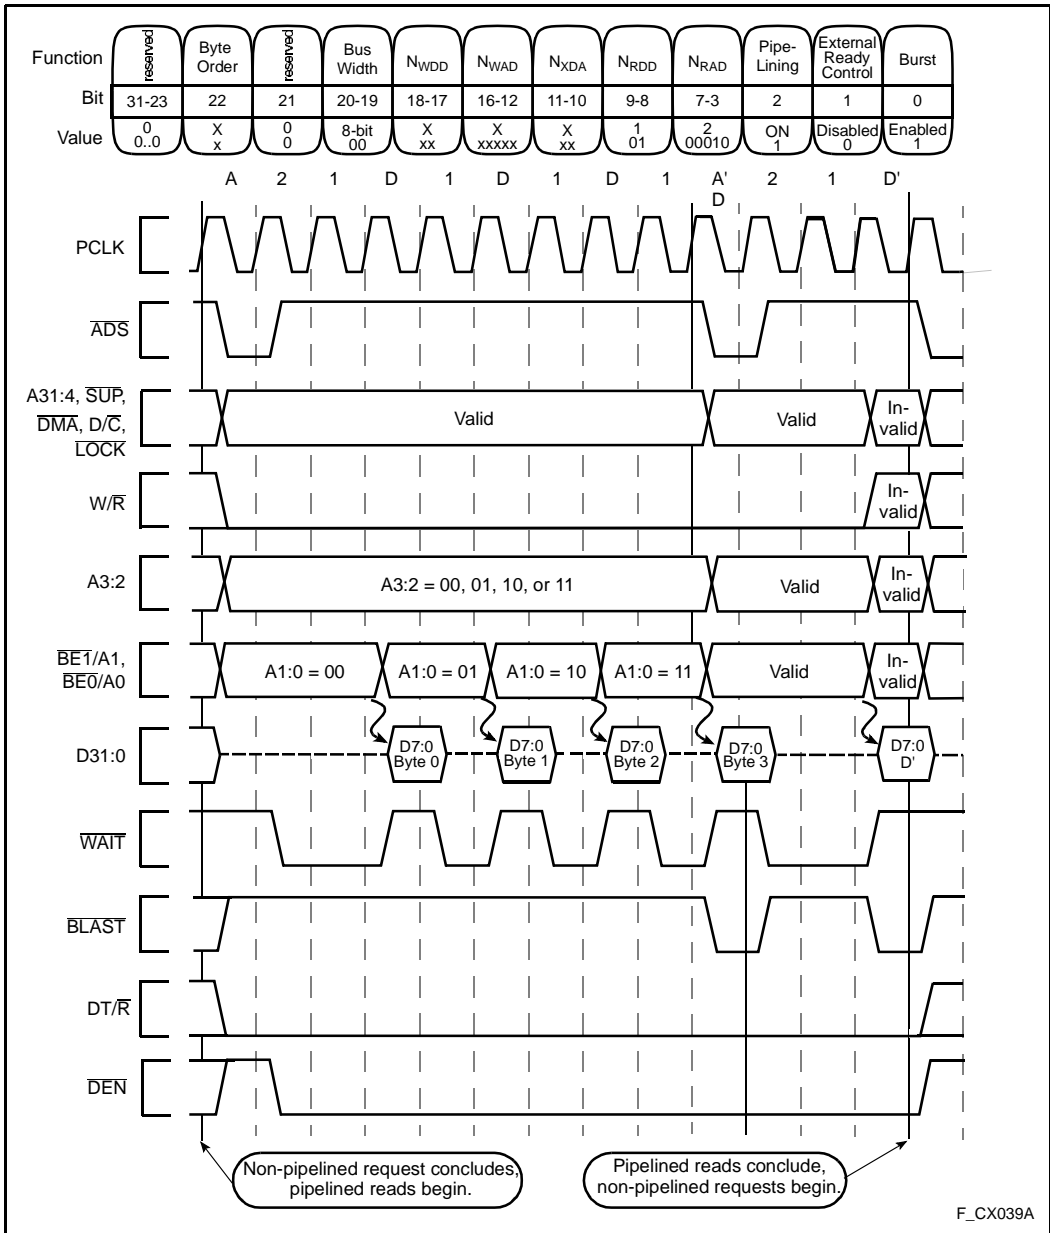 Function reserved Byte Order reserved Bus Width NWDD NWAD NXDA NRDD NRAD Pipe-Lining External Ready Control Burst
Bit 31-23 22 21 20-19 18-17 16-12 11-10 9-8 7-3 2 1 0
Value 0 0..0 X x 0 0 8-bit 00 X xx X xxxxx X xx 1 01 2 00010 ON 1 Disabled 0 Enabled 1
A 2 1 D 1 D 1 D 1 A' 2 1 D'
D
PCLK
ADS
A31:4, SUP,
DMA, D/C,
LOCK
Valid Valid In-valid
W/R In-valid
A3:2 A3:2 = 00, 01, 10, or 11 Valid In-valid
BE1/A1,
BE0/A0
A1:0 = 00 A1:0 = 01 A1:0 = 10 A1:0 = 11 Valid In-valid
D31:0 D7:0 Byte 0 D7:0 Byte 1 D7:0 Byte 2 D7:0 Byte 3 D7:0 D'
WAIT
BLAST
DT/R
DEN
Non-pipelined request concludes,
pipelined reads begin.
Pipelined reads conclude,
non-pipelined requests begin.
F_CX039A